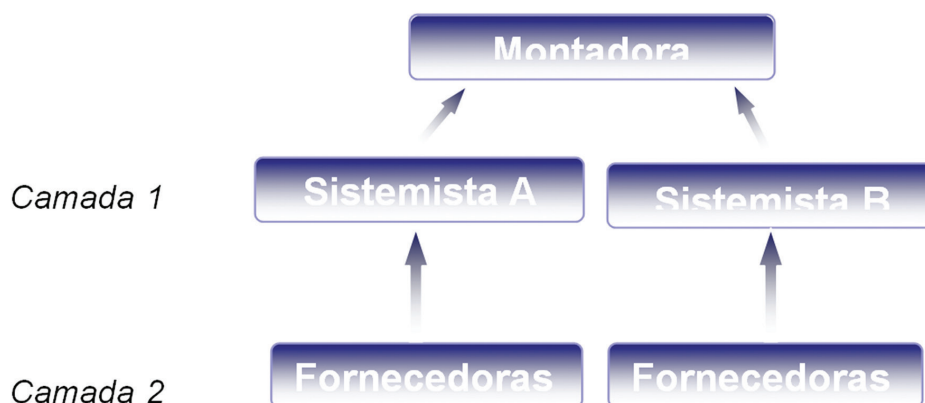 Montadora
Camada 1
Sistemista A
Sistemista B
Camada 2
Fornecedoras
Fornecedoras